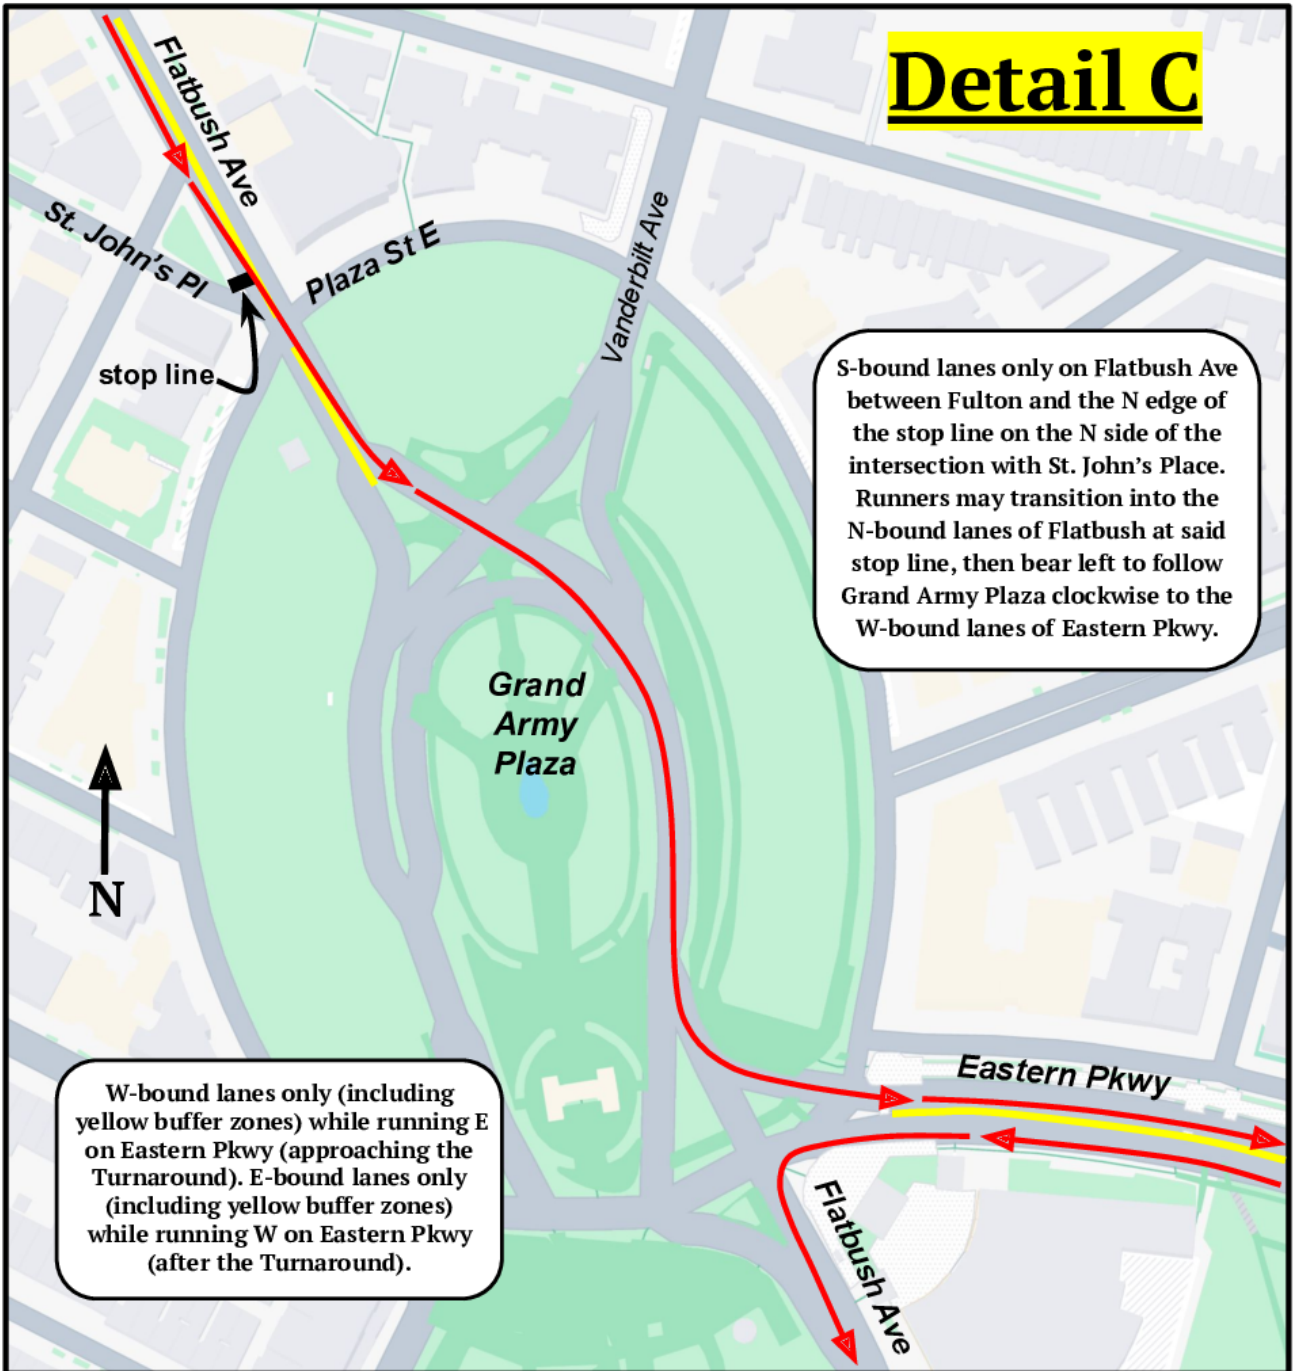 Detail C
Flatbush Ave
St. John's Pl
Plaza St E
Vanderbilt Ave
stop line
S-bound lanes only on Flatbush Ave
between Fulton and the N edge of
the stop line on the N side of the
intersection with St. John’s Place.
Runners may transition into the
N-bound lanes of Flatbush at said
stop line, then bear left to follow
Grand Army Plaza clockwise to the
W-bound lanes of Eastern Pkwy.
Grand
Army
Plaza
N
Eastern Pkwy
W-bound lanes only (including
yellow buffer zones) while running E
on Eastern Pkwy (approaching the
Turnaround). E-bound lanes only
(including yellow buffer zones)
while running W on Eastern Pkwy
(after the Turnaround).
Flatbush Ave